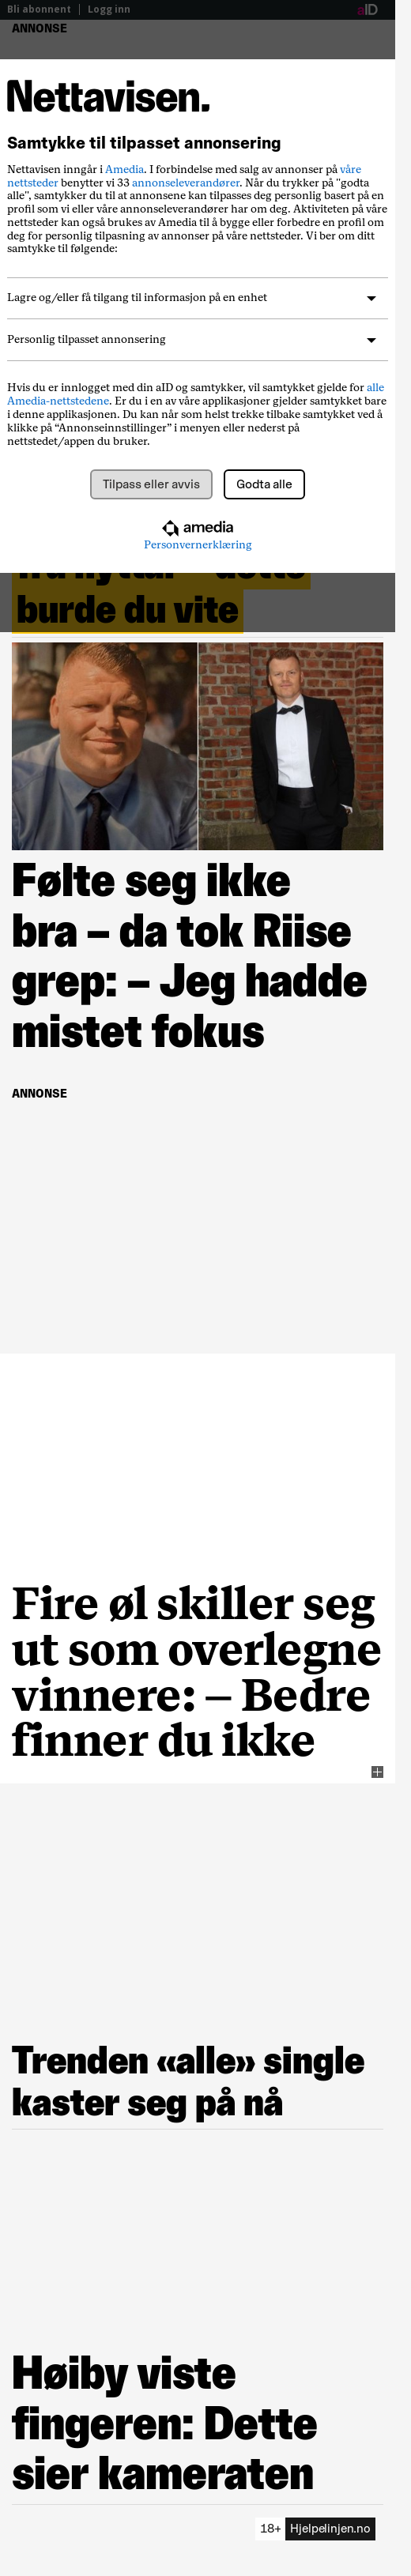 Bli abonnent
Logg inn
aID
ANNONSE
Nettavisen.
Samtykke til tilpasset annonsering
Nettavisen inngår i Amedia. I forbindelse med salg av annonser på våre
nettsteder benytter vi 33 annonseleverandører. Når du trykker på "godta
alle", samtykker du til at annonsene kan tilpasses deg personlig basert på en
profil som vi eller våre annonseleverandører har om deg. Aktiviteten på våre
nettsteder kan også brukes av Amedia til å bygge eller forbedre en profil om
deg for personlig tilpasning av annonser på våre nettsteder. Vi ber om ditt
samtykke til følgende:
Lagre og/eller få tilgang til informasjon på en enhet
Personlig tilpasset annonsering
Hvis du er innlogget med din aID og samtykker, vil samtykket gjelde for alle
Amedia-nettstedene. Er du i en av våre applikasjoner gjelder samtykket bare
i denne applikasjonen. Du kan når som helst trekke tilbake samtykket ved å
klikke på “Annonseinnstillinger” i menyen eller nederst på
nettstedet/appen du bruker.
Tilpass eller avvis
Godta alle
amedia
Personvernerklæring
burde du vite
Følte seg ikke
bra – da tok Riise
grep: – Jeg hadde
mistet fokus
ANNONSE
Fire øl skiller seg
ut som overlegne
vinnere: – Bedre
finner du ikke
Trenden «alle» single
kaster seg på nå
Høiby viste
fingeren: Dette
sier kameraten
18+ Hjelpelinjen.no